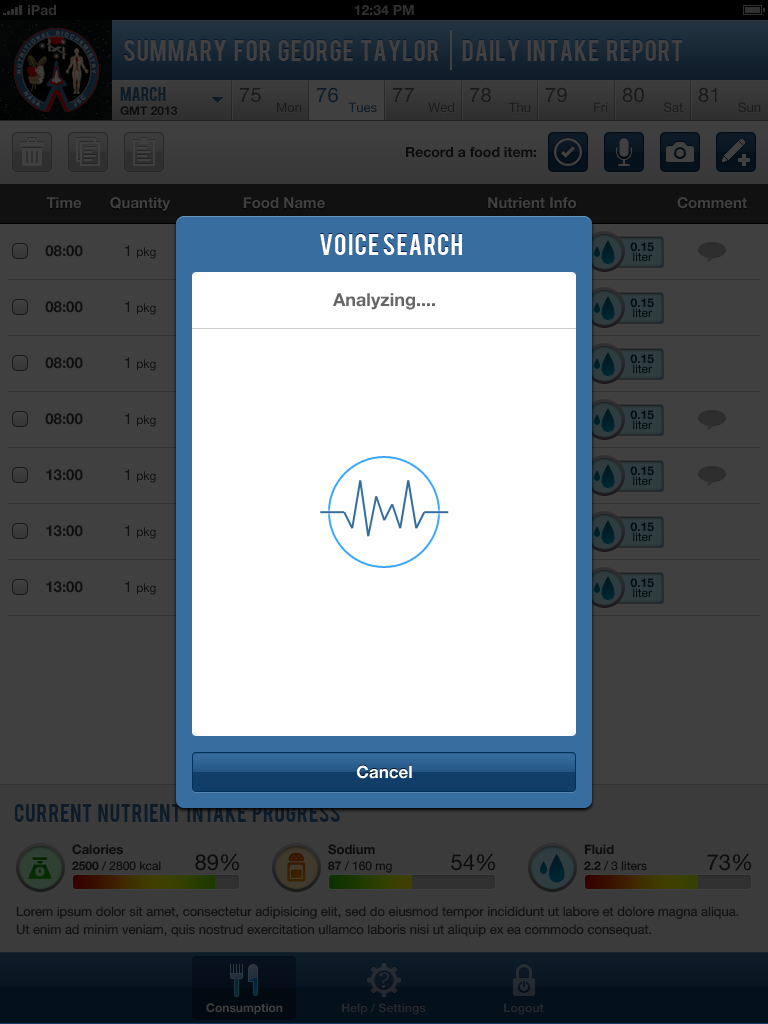 iPad 12:34 PM
SUMMARY FOR GEORGE TAYLOR | DAILY INTAKE REPORT
MARCH
GMT 2013
75 Mon 76 Tues 77 Wed 78 Thu 79 Fri 80 Sat 81 Sun
Record a food item:
Time Quantity Food Name Nutrient Info Comment
VOICE SEARCH
Analyzing....
08:00 1 pkg 0.15 liter
08:00 1 pkg 0.15 liter
08:00 1 pkg 0.15 liter
08:00 1 pkg 0.15 liter
13:00 1 pkg 0.15 liter
13:00 1 pkg 0.15 liter
13:00 1 pkg 0.15 liter
Cancel
CURRENT NUTRIENT INTAKE PROGRESS
Calories
2500 / 2800 kcal 89%
Sodium
87 / 160 mg 54%
Fluid
2.2 / 3 liters 73%
Lorem ipsum dolor sit amet, consectetur adipisicing elit, sed do eiusmod tempor incididunt ut labore et dolore magna aliqua.
Ut enim ad minim veniam, quis nostrud exercitation ullamco laboris nisi ut aliquip ex ea commodo consequat.
Consumption Help / Settings Logout